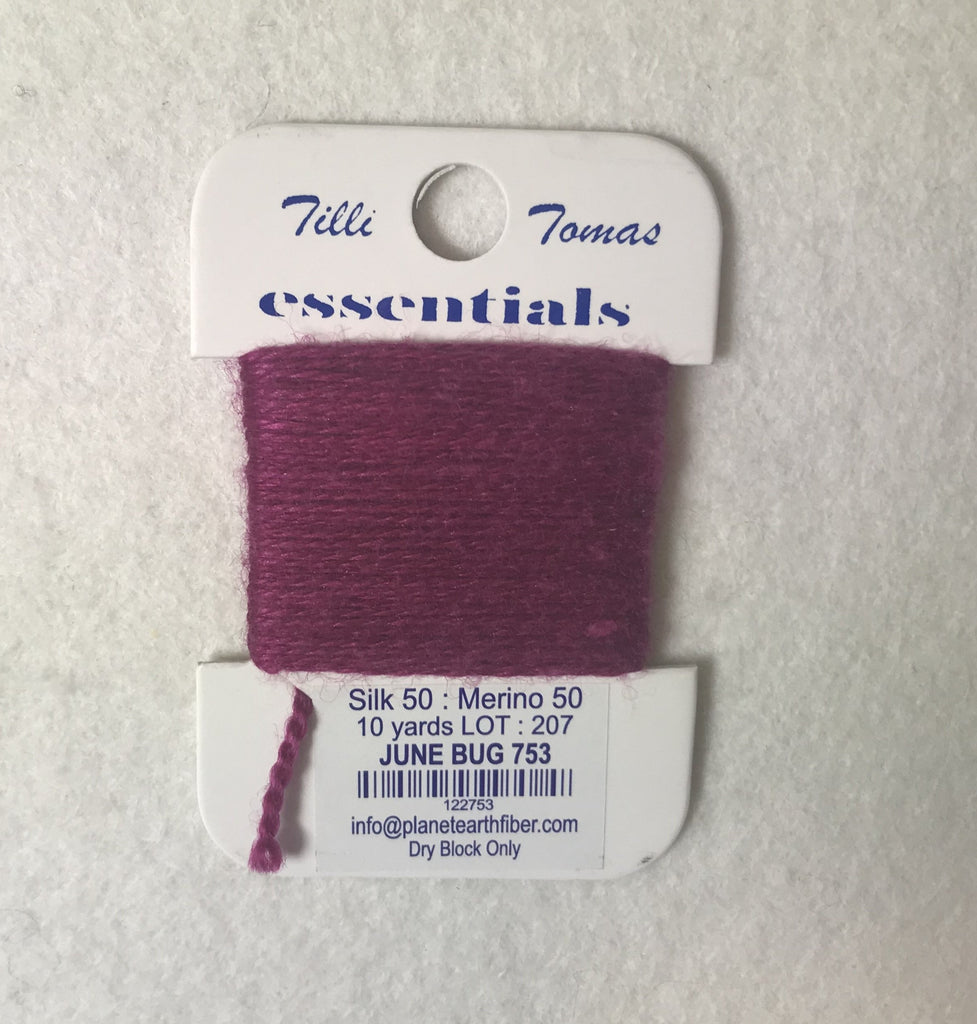 Tilli Tomas
essentials
Silk 50 : Merino 50
10 yards LOT : 207
JUNE BUG 753
122753
info@planetearthfiber.com
Dry Block Only